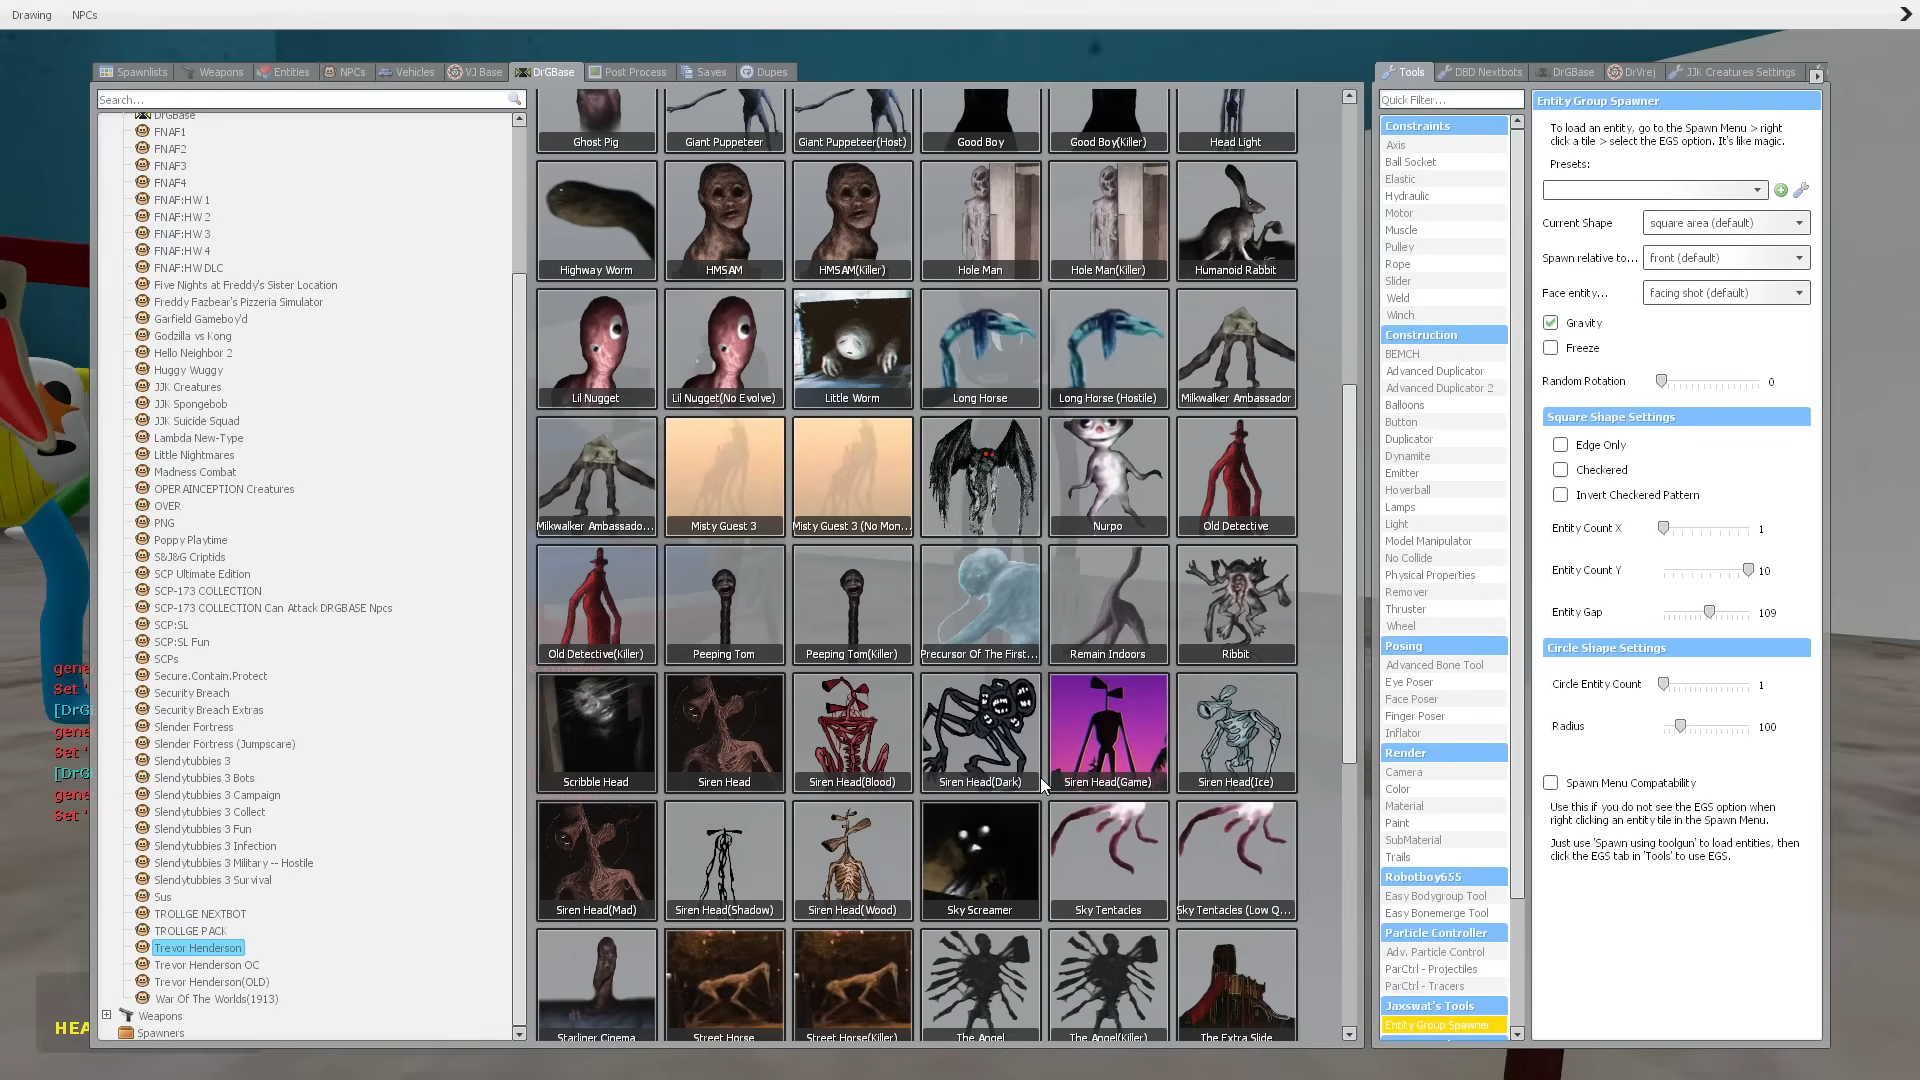 Drawing NPCs
Spawnlists Weapons Entities NPCs Vehicles VJ Base DrGBase Post Process Saves Dupes
Search...
DrGBase
FNAF1
FNAF2
FNAF3
FNAF4
FNAF:HW 1
FNAF:HW 2
FNAF:HW 3
FNAF:HW 4
FNAF:HW DLC
Five Nights at Freddy's Sister Location
Freddy Fazbear's Pizzeria Simulator
Garfield Gameboy'd
Godzilla vs Kong
Hello Neighbor 2
Huggy Wuggy
JJK Creatures
JJK Spongebob
JJK Suicide Squad
Lambda New-Type
Little Nightmares
Madness Combat
OPERAINCEPTION Creatures
OVER
PNG
Poppy Playtime
S&J&G Criptids
SCP Ultimate Edition
SCP-173 COLLECTION
SCP-173 COLLECTION Can Attack DRGBASE Npcs
SCP:SL
SCP:SL Fun
SCPs
Secure.Contain.Protect
Security Breach
Security Breach Extras
Slender Fortress
Slender Fortress (Jumpscare)
Slendytubbies 3
Slendytubbies 3 Bots
Slendytubbies 3 Campaign
Slendytubbies 3 Collect
Slendytubbies 3 Fun
Slendytubbies 3 Infection
Slendytubbies 3 Military -- Hostile
Slendytubbies 3 Survival
Sus
TROLLGE NEXTBOT
TROLLGE PACK
Trevor Henderson
Trevor Henderson OC
Trevor Henderson(OLD)
War Of The Worlds(1913)
Weapons
Spawners
gene
Set '
[DrG
gene
Set '
[DrG
gene
Set '
HEA
Ghost Pig Giant Puppeteer Giant Puppeteer(Host) Good Boy Good Boy(Killer) Head Light
Highway Worm HMSAM HMSAM(Killer) Hole Man Hole Man(Killer) Humanoid Rabbit
Lil Nugget Lil Nugget(No Evolve) Little Worm Long Horse Long Horse (Hostile) Milkwalker Ambassador
Milkwalker Ambassado... Misty Guest 3 Misty Guest 3 (No Mon... Nurpo Old Detective
Old Detective(Killer) Peeping Tom Peeping Tom(Killer) Precursor Of The First... Remain Indoors Ribbit
Scribble Head Siren Head Siren Head(Blood) Siren Head(Dark) Siren Head(Game) Siren Head(Ice)
Siren Head(Mad) Siren Head(Shadow) Siren Head(Wood) Sky Screamer Sky Tentacles Sky Tentacles (Low Q...
Starliner Cinema Street Horse Street Horse(Killer) The Angel The Angel(Killer) The Extra Slide
Tools DBD Nextbots DrGBase DrVrej JJK Creatures Settings
Quick Filter...
Constraints
Axis
Ball Socket
Elastic
Hydraulic
Motor
Muscle
Pulley
Rope
Slider
Weld
Winch
Construction
BEMCH
Advanced Duplicator
Advanced Duplicator 2
Balloons
Button
Duplicator
Dynamite
Emitter
Hoverball
Lamps
Light
Model Manipulator
No Collide
Physical Properties
Remover
Thruster
Wheel
Posing
Advanced Bone Tool
Eye Poser
Face Poser
Finger Poser
Inflator
Render
Camera
Color
Material
Paint
SubMaterial
Trails
Robotboy655
Easy Bodygroup Tool
Easy Bonemerge Tool
Particle Controller
Adv. Particle Control
ParCtrl - Projectiles
ParCtrl - Tracers
Jaxswat's Tools
Entity Group Spawner
Entity Group Spawner
To load an entity, go to the Spawn Menu > right
click a tile > select the EGS option. It's like magic.
Presets:
Current Shape square area (default)
Spawn relative to... front (default)
Face entity... facing shot (default)
Gravity
Freeze
Random Rotation 0
Square Shape Settings
Edge Only
Checkered
Invert Checkered Pattern
Entity Count X 1
Entity Count Y 10
Entity Gap 109
Circle Shape Settings
Circle Entity Count 1
Radius 100
Spawn Menu Compatability
Use this if you do not see the EGS option when
right clicking an entity tile in the Spawn Menu.
Just use 'Spawn using toolgun' to load entities, then
click the EGS tab in 'Tools' to use EGS.